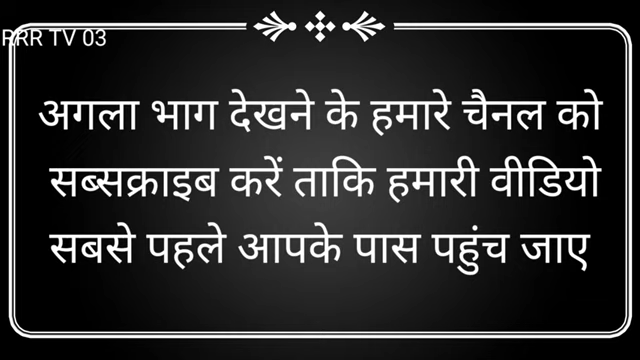 RRR TV 03
अगला भाग देखने के हमारे चैनल को
सब्सक्राइब करें ताकि हमारी वीडियो
सबसे पहले आपके पास पहुंच जाए